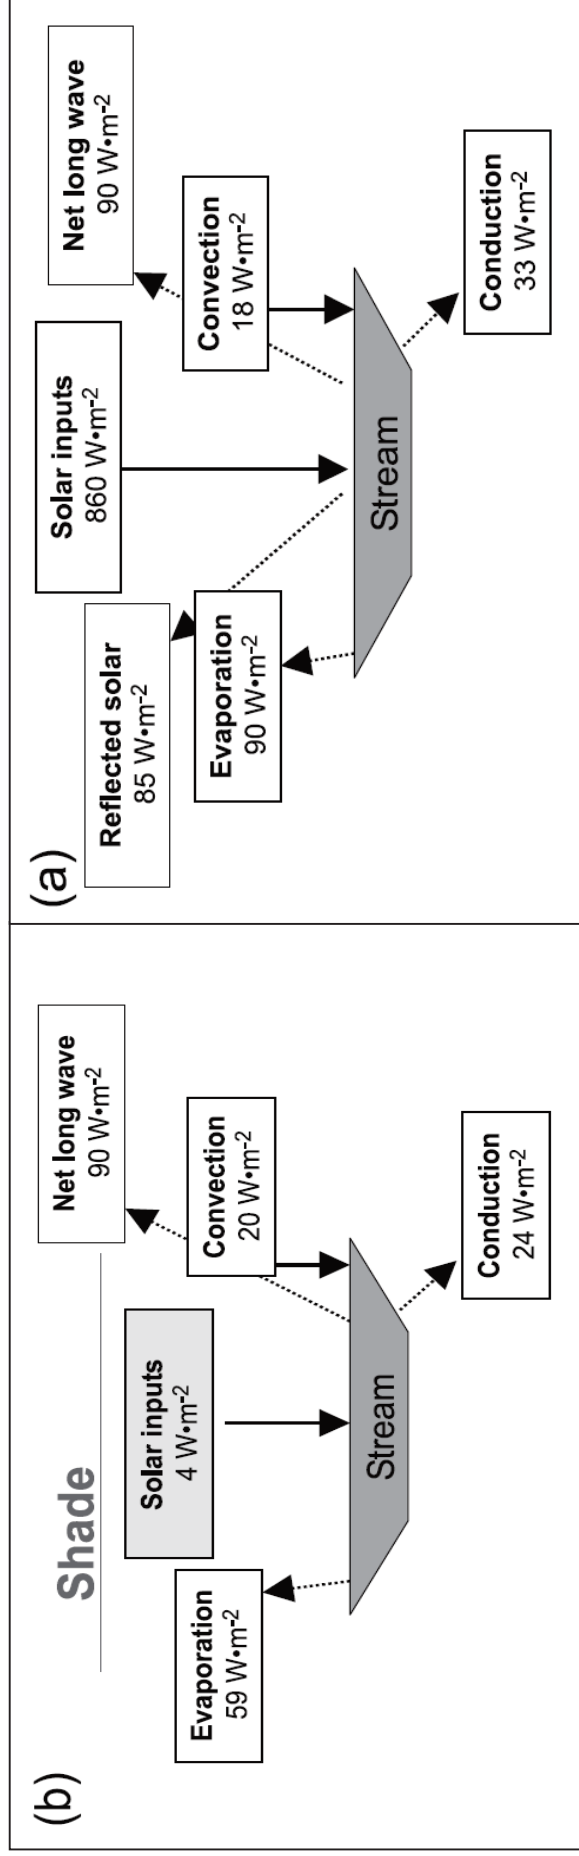 (a)
Solar inputs
860 W•m-2
Net long wave
90 W•m-2
Reflected solar
85 W•m-2
Convection
18 W•m-2
Evaporation
90 W•m-2
Stream
Conduction
33 W•m-2
(b)
Shade
Net long wave
90 W•m-2
Solar inputs
4 W•m-2
Convection
20 W•m-2
Evaporation
59 W•m-2
Stream
Conduction
24 W•m-2